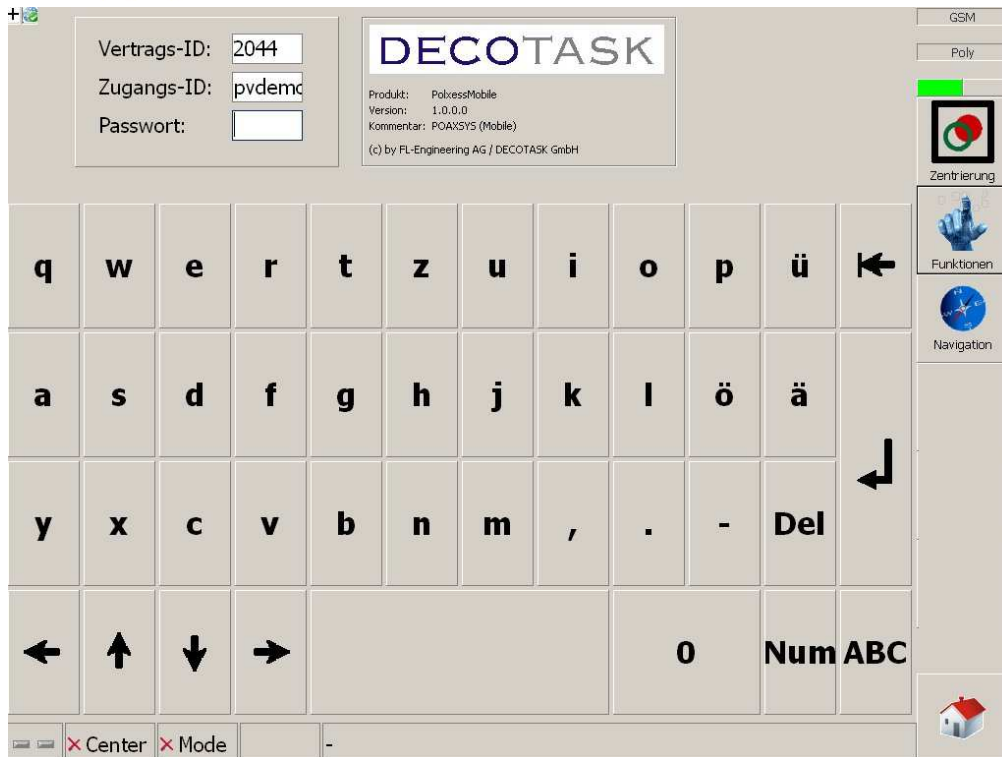 Vertrags-ID: 2044
Zugangs-ID: pvdemo
Passwort:
DECOTASK
Produkt: PolxessMobile
Version: 1.0.0.0
Kommentar: POAXSYS (Mobile)
(c) by FL-Engineering AG / DECOTASK GmbH
GSM
Poly
Zentrierung
Funktionen
Navigation
q w e r t z u i o p ü
a s d f g h j k l ö ä
y x c v b n m , . - Del
0 Num ABC
Center Mode -